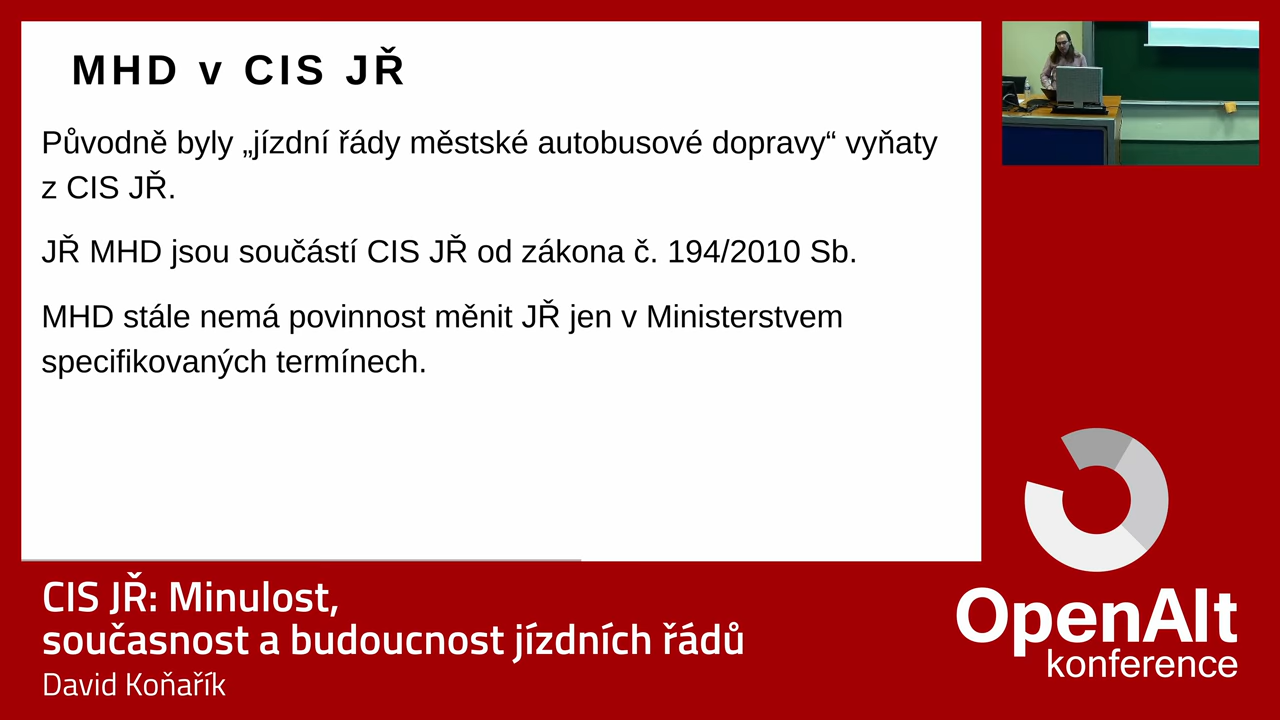 MHD v CIS JŘ
Původně byly „jízdní řády městské autobusové dopravy“ vyňaty
z CIS JŘ.
JŘ MHD jsou součástí CIS JŘ od zákona č. 194/2010 Sb.
MHD stále nemá povinnost měnit JŘ jen v Ministerstvem
specifikovaných termínech.
CIS JŘ: Minulost,
současnost a budoucnost jízdních řádů
David Koňařík
OpenAlt
konference